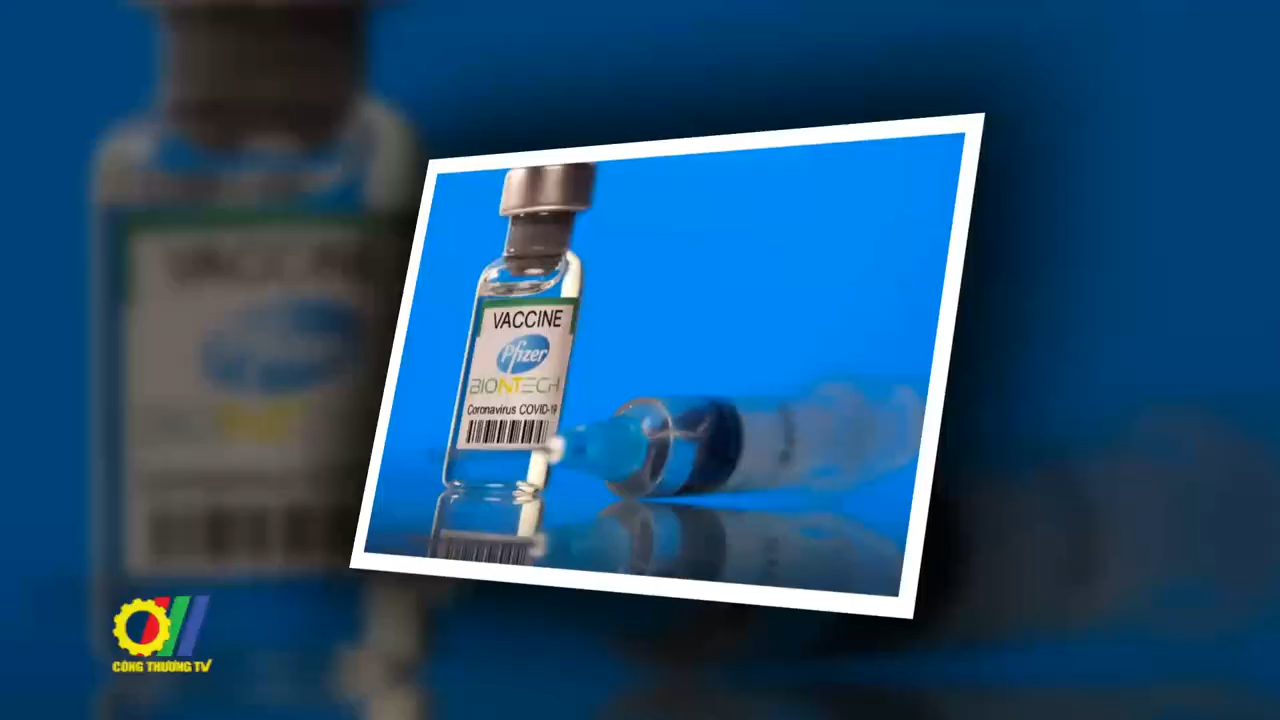 VACCINE
Pfizer
BIONTECH
Coronavirus COVID-19
CÔNG THƯƠNG TV